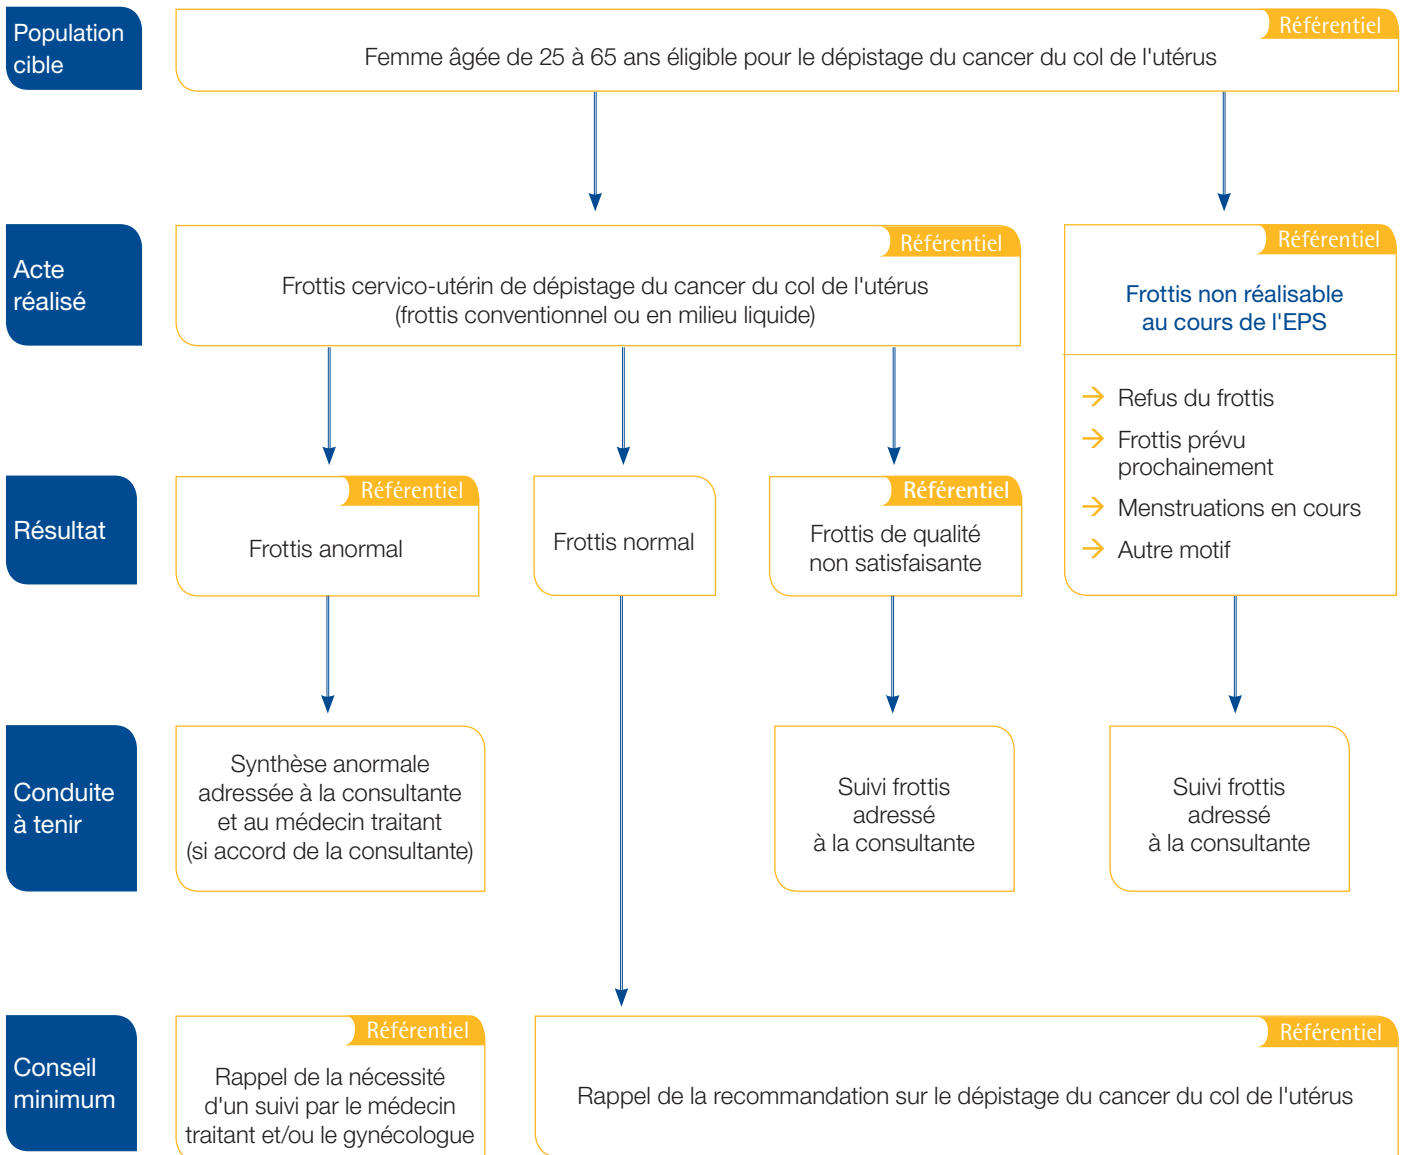 Population
cible
Référentiel
Femme âgée de 25 à 65 ans éligible pour le dépistage du cancer du col de l'utérus
Acte
réalisé
Référentiel
Frottis cervico-utérin de dépistage du cancer du col de l'utérus
(frottis conventionnel ou en milieu liquide)
Référentiel
Frottis non réalisable
au cours de l'EPS
→ Refus du frottis
→ Frottis prévu
prochainement
→ Menstruations en cours
→ Autre motif
Résultat
Référentiel
Frottis anormal
Frottis normal
Référentiel
Frottis de qualité
non satisfaisante
Conduite
à tenir
Synthèse anormale
adressée à la consultante
et au médecin traitant
(si accord de la consultante)
Suivi frottis
adressé
à la consultante
Suivi frottis
adressé
à la consultante
Conseil
minimum
Référentiel
Rappel de la nécessité
d'un suivi par le médecin
traitant et/ou le gynécologue
Référentiel
Rappel de la recommandation sur le dépistage du cancer du col de l'utérus